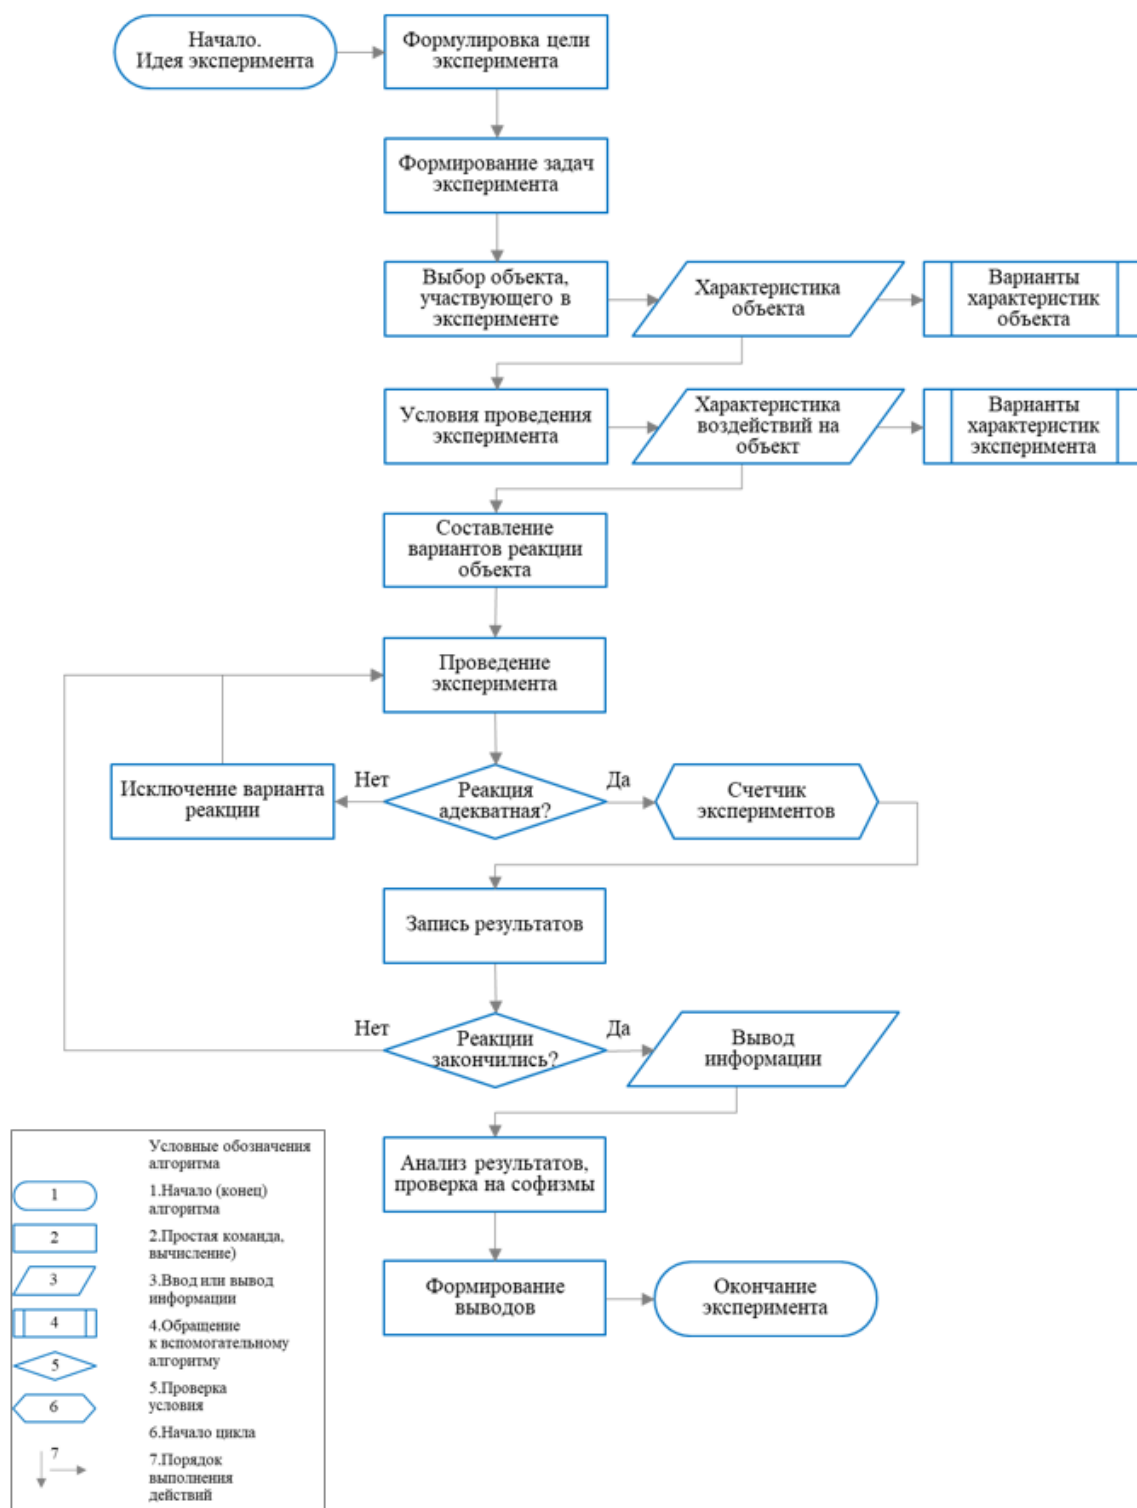 Начало.
Идея эксперимента
Формулировка цели
эксперимента
Формирование задач
эксперимента
Выбор объекта,
участвующего в
эксперименте
Характеристика
объекта
Варианты
характеристик
объекта
Условия проведения
эксперимента
Характеристика
воздействий на
объект
Варианты
характеристик
эксперимента
Составление
вариантов реакции
объекта
Проведение
эксперимента
Исключение варианта
реакции
Нет
Реакция
адекватная?
Да
Счетчик
экспериментов
Запись результатов
Нет
Реакции
закончились?
Да
Вывод
информации
Анализ результатов,
проверка на софизмы
Формирование
выводов
Окончание
эксперимента
Условные обозначения
алгоритма
1
1.Начало (конец)
алгоритма
2
2.Простая команда,
вычисление)
3
3.Ввод или вывод
информации
4
4.Обращение
к вспомогательному
алгоритму
5
5.Проверка
условия
6
6.Начало цикла
7
7.Порядок
выполнения
действий